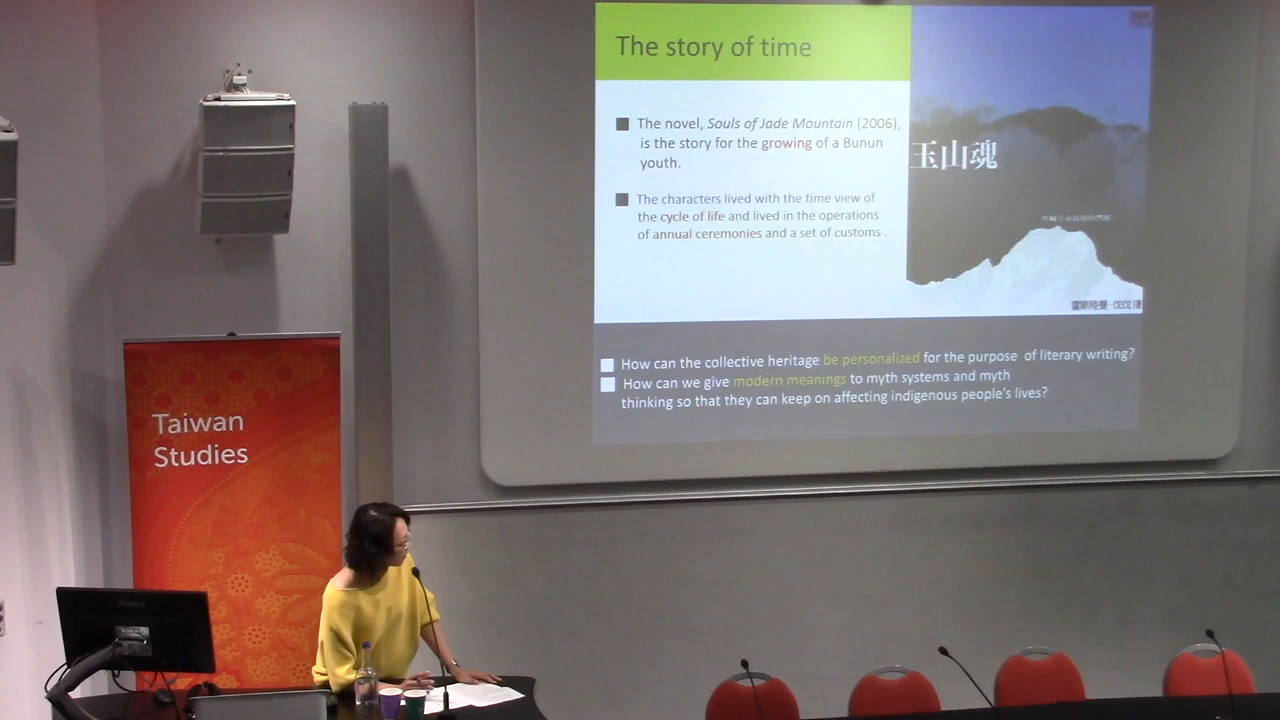 The story of time
The novel, Souls of Jade Mountain (2006),
is the story for the growing of a Bunun
youth.
The characters lived with the time view of
the cycle of life and lived in the operations
of annual ceremonies and a set of customs .
玉山魂
How can the collective heritage be personalized for the purpose of literary writing?
How can we give modern meanings to myth systems and myth
thinking so that they can keep on affecting indigenous people's lives?
Taiwan
Studies